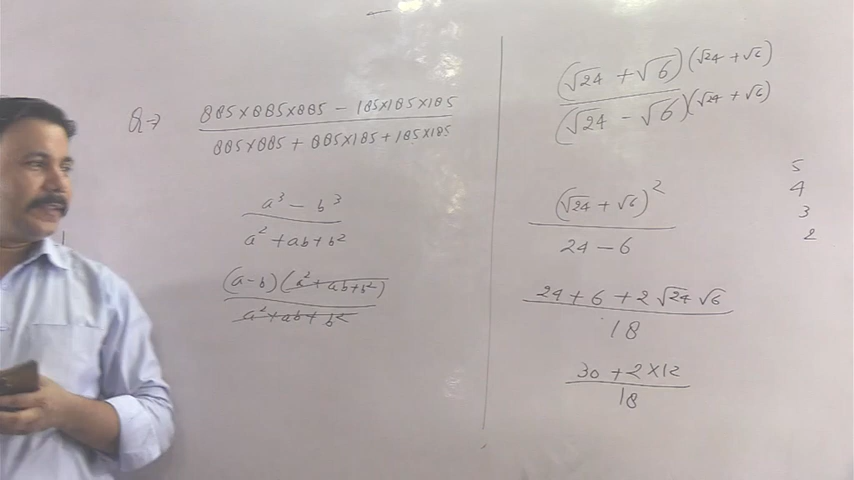 Q→ 885×885×885 − 185×185×185
885×885 + 885×185 + 185×185
a³ − b³
a² + ab + b²
(a−b)(a² + ab + b²)
a² + ab + b²
(√24 + √6)(√24 + √6)
(√24 − √6)(√24 + √6)
(√24 + √6)²
24 − 6
24 + 6 + 2√24 √6
18
30 + 2×12
18
5
4
3
2